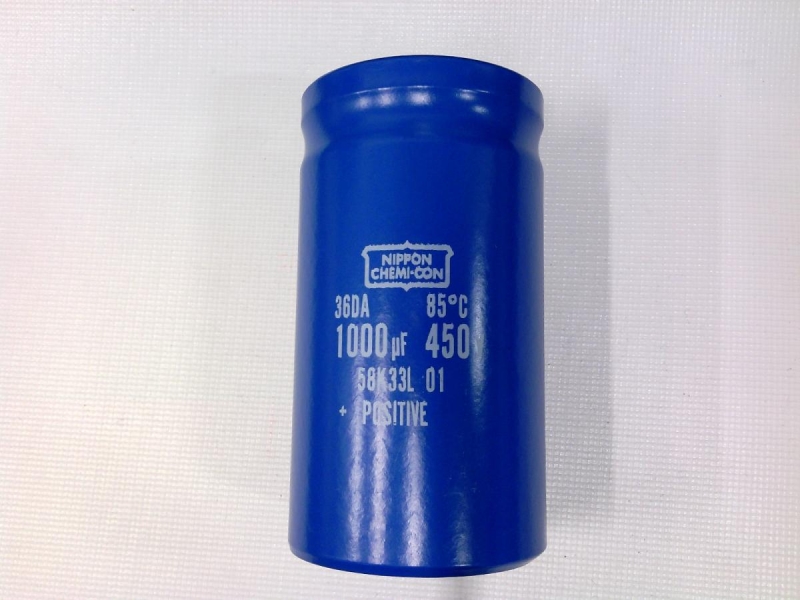 NIPPON
CHEMI-CON
36DA 85°C
1000µF 450
58K33L 01
+ POSITIVE